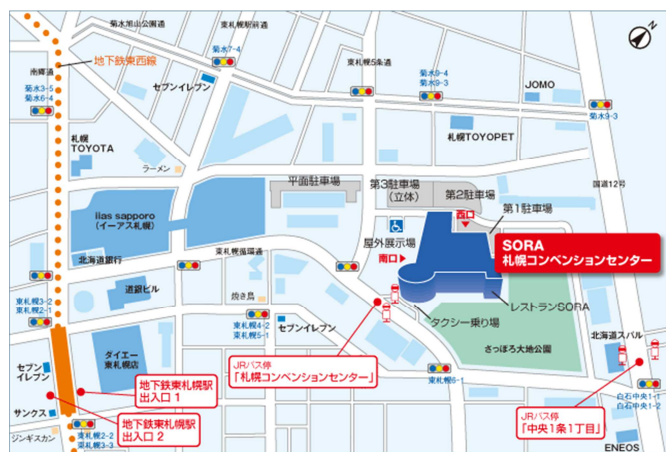 菊水旭山公園通
東札幌駅前通
N
地下鉄東西線
菊水7-4
東札幌5条通
南郷通
セブンイレブン
菊水9-4
菊水9-3
JOMO
菊水3-5
菊水6-4
菊水9-3
札幌
TOYOTA
札幌TOYOPET
ラーメン
平面駐車場
第3駐車場
(立体)
第2駐車場
国道12号
第1駐車場
西口
iias sapporo
(イーアス札幌)
屋外展示場
SORA
札幌コンベンションセンター
東札幌循環通
南口
北海道銀行
道銀ビル
焼き鳥
レストランSORA
東札幌3-2
東札幌2-1
東札幌4-2
東札幌5-1
セブンイレブン
タクシー乗り場
さっぽろ大地公園
北海道スバル
ダイエー
東札幌店
セブン
イレブン
JRバス停
「札幌コンベンションセンター」
東札幌6-1
地下鉄東札幌駅
出入口 1
白石中央1-1
白石中央1-2
サンクス
地下鉄東札幌駅
出入口 2
JRバス停
「中央1条1丁目」
ジンギスカン
東札幌2-2
東札幌3-3
ENEOS